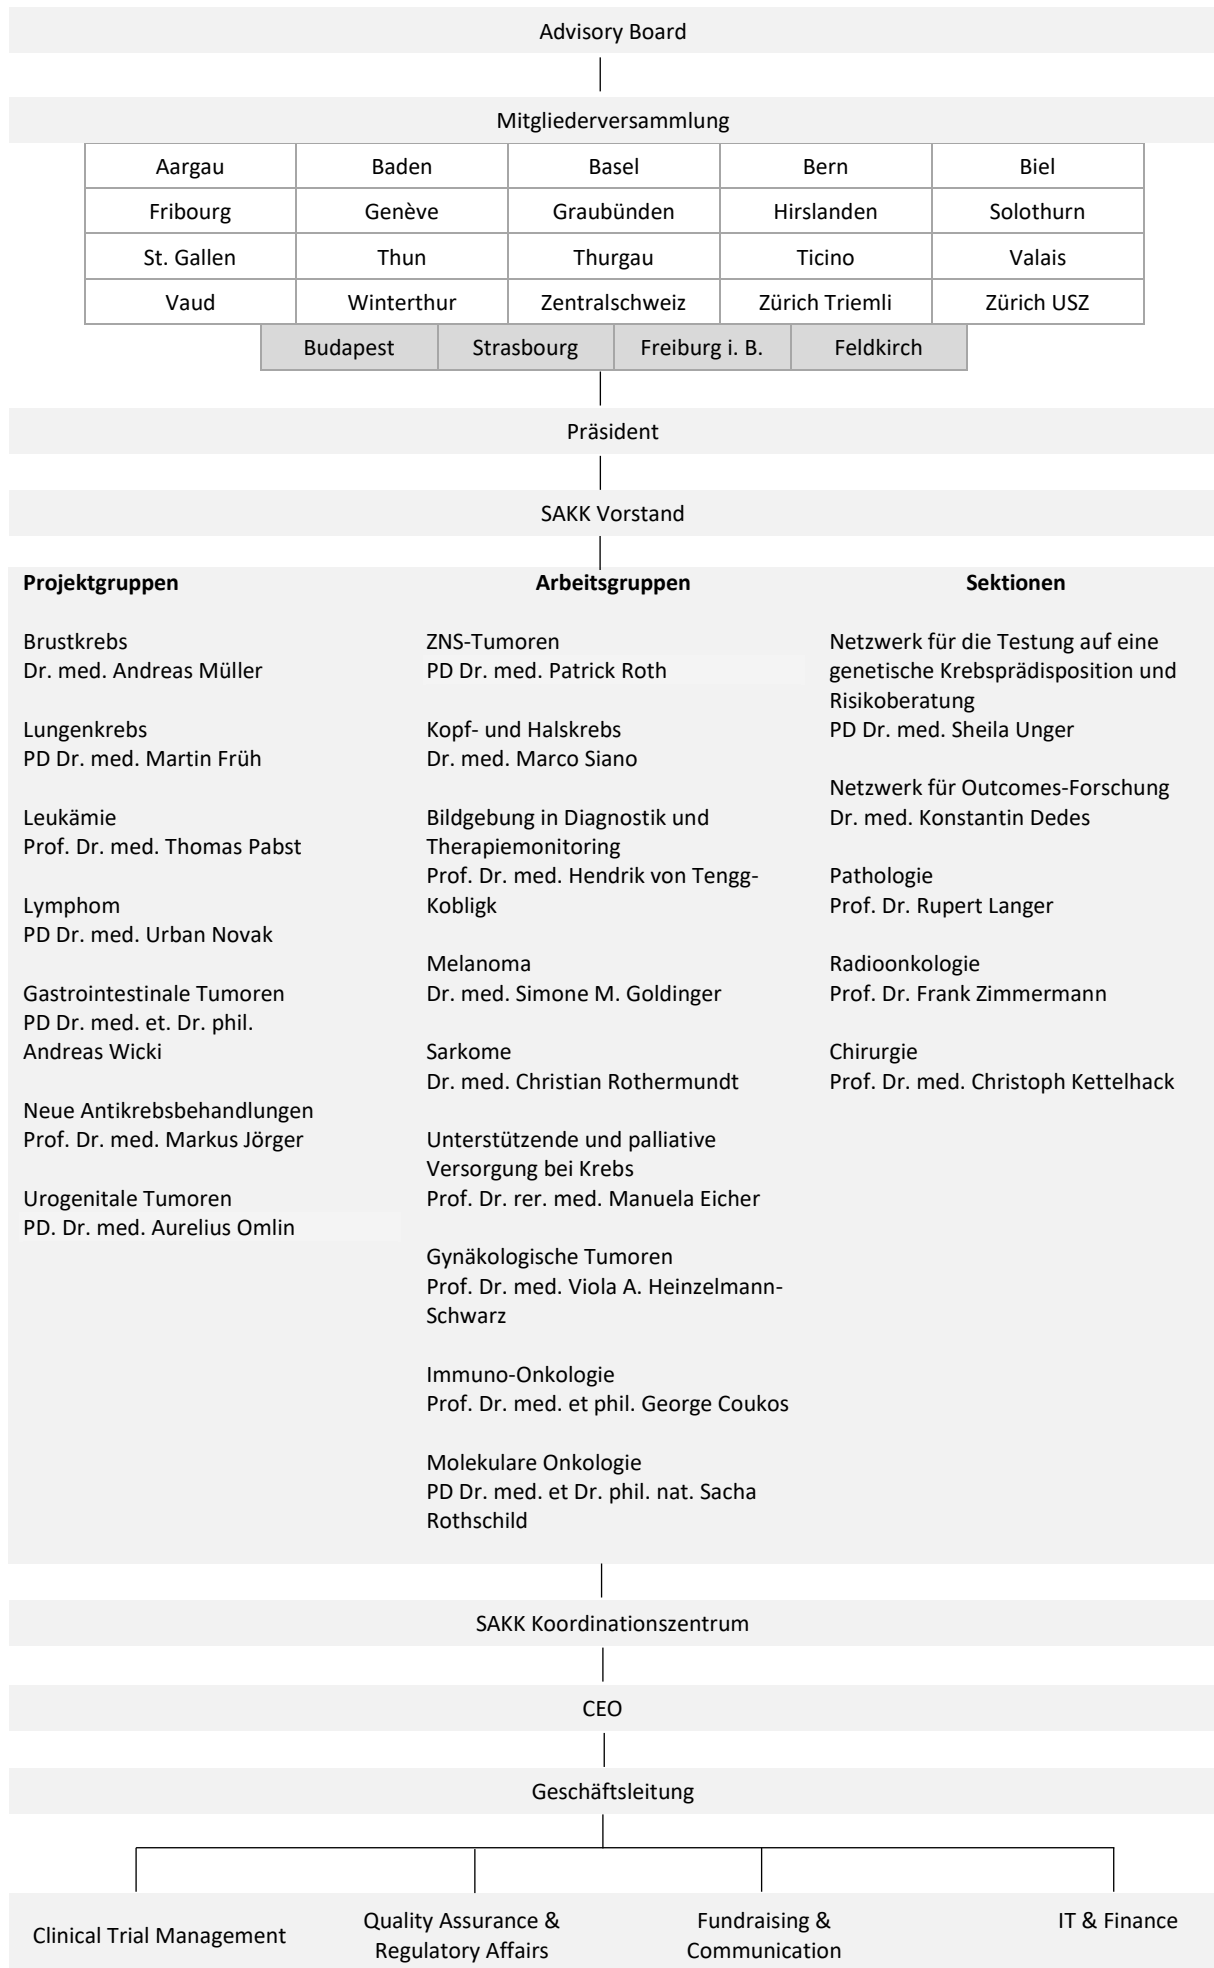 Advisory Board
Mitgliederversammlung
Aargau Baden Basel Bern Biel
Fribourg Genève Graubünden Hirslanden Solothurn
St. Gallen Thun Thurgau Ticino Valais
Vaud Winterthur Zentralschweiz Zürich Triemli Zürich USZ
Budapest Strasbourg Freiburg i. B. Feldkirch
Präsident
SAKK Vorstand
Projektgruppen
Brustkrebs
Dr. med. Andreas Müller
Lungenkrebs
PD Dr. med. Martin Früh
Leukämie
Prof. Dr. med. Thomas Pabst
Lymphom
PD Dr. med. Urban Novak
Gastrointestinale Tumoren
PD Dr. med. et. Dr. phil.
Andreas Wicki
Neue Antikrebsbehandlungen
Prof. Dr. med. Markus Jörger
Urogenitale Tumoren
PD. Dr. med. Aurelius Omlin
Arbeitsgruppen
ZNS-Tumoren
PD Dr. med. Patrick Roth
Kopf- und Halskrebs
Dr. med. Marco Siano
Bildgebung in Diagnostik und
Therapiemonitoring
Prof. Dr. med. Hendrik von Tengg-
Kobligk
Melanoma
Dr. med. Simone M. Goldinger
Sarkome
Dr. med. Christian Rothermundt
Unterstützende und palliative
Versorgung bei Krebs
Prof. Dr. rer. med. Manuela Eicher
Gynäkologische Tumoren
Prof. Dr. med. Viola A. Heinzelmann-
Schwarz
Immuno-Onkologie
Prof. Dr. med. et phil. George Coukos
Molekulare Onkologie
PD Dr. med. et Dr. phil. nat. Sacha
Rothschild
Sektionen
Netzwerk für die Testung auf eine
genetische Krebsprädisposition und
Risikoberatung
PD Dr. med. Sheila Unger
Netzwerk für Outcomes-Forschung
Dr. med. Konstantin Dedes
Pathologie
Prof. Dr. Rupert Langer
Radioonkologie
Prof. Dr. Frank Zimmermann
Chirurgie
Prof. Dr. med. Christoph Kettelhack
SAKK Koordinationszentrum
CEO
Geschäftsleitung
Clinical Trial Management
Quality Assurance &
Regulatory Affairs
Fundraising &
Communication
IT & Finance